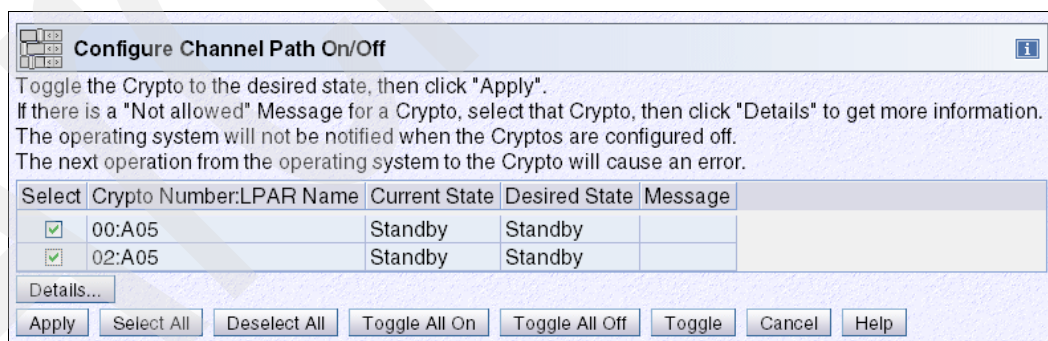 Configure Channel Path On/Off
i
Toggle the Crypto to the desired state, then click "Apply".
If there is a "Not allowed" Message for a Crypto, select that Crypto, then click "Details" to get more information.
The operating system will not be notified when the Cryptos are configured off.
The next operation from the operating system to the Crypto will cause an error.
Select Crypto Number:LPAR Name Current State Desired State Message
00:A05 Standby Standby
02:A05 Standby Standby
Details...
Apply Select All Deselect All Toggle All On Toggle All Off Toggle Cancel Help